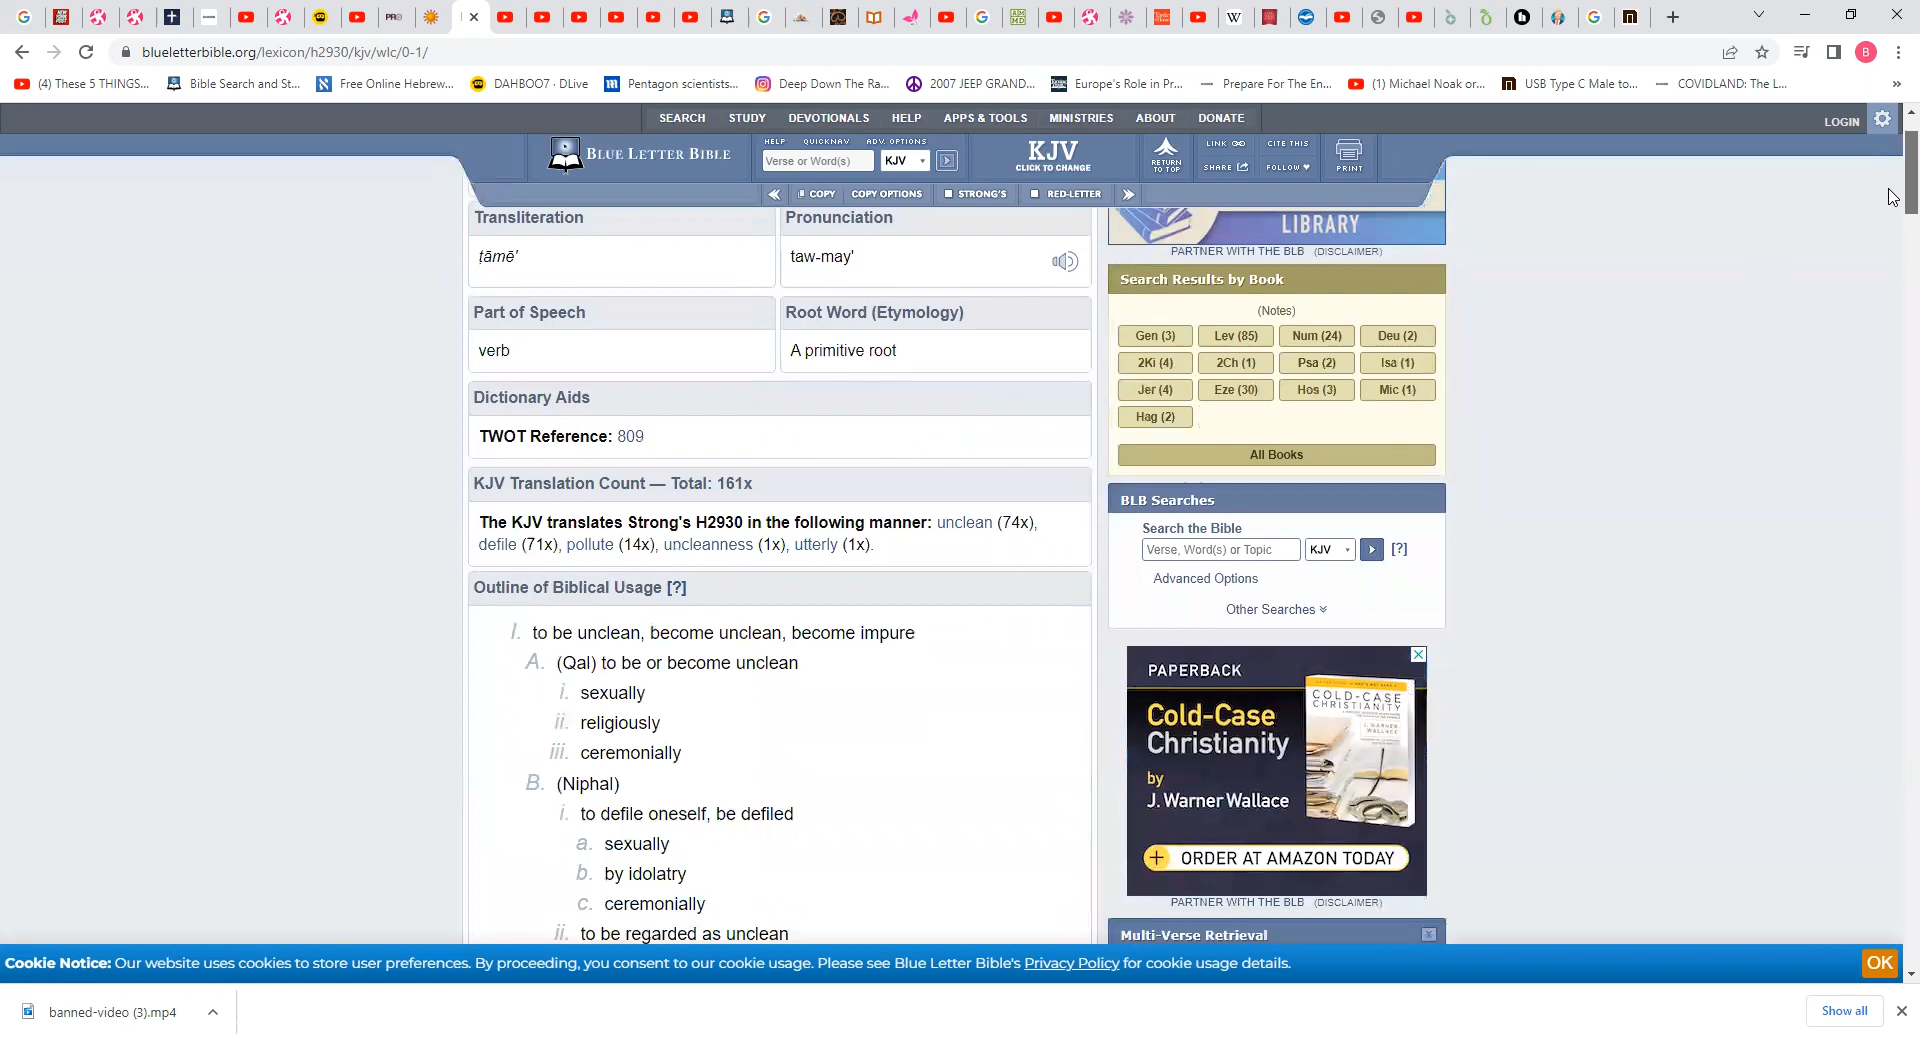 blueletterbible.org/lexicon/h2930/kjv/wlc/0-1/
B
(4) These 5 THINGS...
Bible Search and St...
Free Online Hebrew...
DAHBOO7 · DLive
Pentagon scientists...
Deep Down The Ra...
2007 JEEP GRAND...
Europe's Role in Pr...
Prepare For The En...
(1) Michael Noak or...
USB Type C Male to...
COVIDLAND: The L...
»
SEARCH STUDY DEVOTIONALS HELP APPS & TOOLS MINISTRIES ABOUT DONATE
LOGIN
BLUE LETTER BIBLE
HELP QUICKNAV ADV. OPTIONS
Verse or Word(s)
KJV
KJV
CLICK TO CHANGE
RETURN
TO TOP
LINK
CITE THIS
SHARE
FOLLOW
PRINT
COPY COPY OPTIONS STRONG'S RED-LETTER
Transliteration
ṭāmē'
Pronunciation
taw-may'
Part of Speech
verb
Root Word (Etymology)
A primitive root
Dictionary Aids
TWOT Reference: 809
KJV Translation Count — Total: 161x
The KJV translates Strong's H2930 in the following manner: unclean (74x),
defile (71x), pollute (14x), uncleanness (1x), utterly (1x).
Outline of Biblical Usage [?]
I. to be unclean, become unclean, become impure
A. (Qal) to be or become unclean
i. sexually
ii. religiously
iii. ceremonially
B. (Niphal)
i. to defile oneself, be defiled
a. sexually
b. by idolatry
c. ceremonially
ii. to be regarded as unclean
LIBRARY
PARTNER WITH THE BLB (DISCLAIMER)
Search Results by Book
(Notes)
Gen (3) Lev (85) Num (24) Deu (2)
2Ki (4) 2Ch (1) Psa (2) Isa (1)
Jer (4) Eze (30) Hos (3) Mic (1)
Hag (2)
All Books
BLB Searches
Search the Bible
Verse, Word(s) or Topic
KJV
[?]
Advanced Options
Other Searches
PAPERBACK
Cold-Case
Christianity
by
J. Warner Wallace
COLD-CASE
CHRISTIANITY
J. WARNER
WALLACE
ORDER AT AMAZON TODAY
PARTNER WITH THE BLB (DISCLAIMER)
Multi-Verse Retrieval
Cookie Notice: Our website uses cookies to store user preferences. By proceeding, you consent to our cookie usage. Please see Blue Letter Bible's Privacy Policy for cookie usage details.
OK
banned-video (3).mp4
Show all